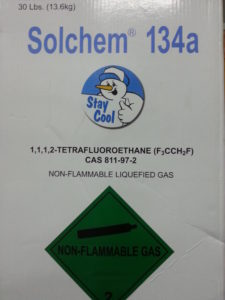 30 Lbs. (13.6kg)
Solchem® 134a
Stay
Cool
1,1,1,2-TETRAFLUOROETHANE (F₃CCH₂F)
CAS 811-97-2
NON-FLAMMABLE LIQUEFIED GAS
NON-FLAMMABLE GAS
2